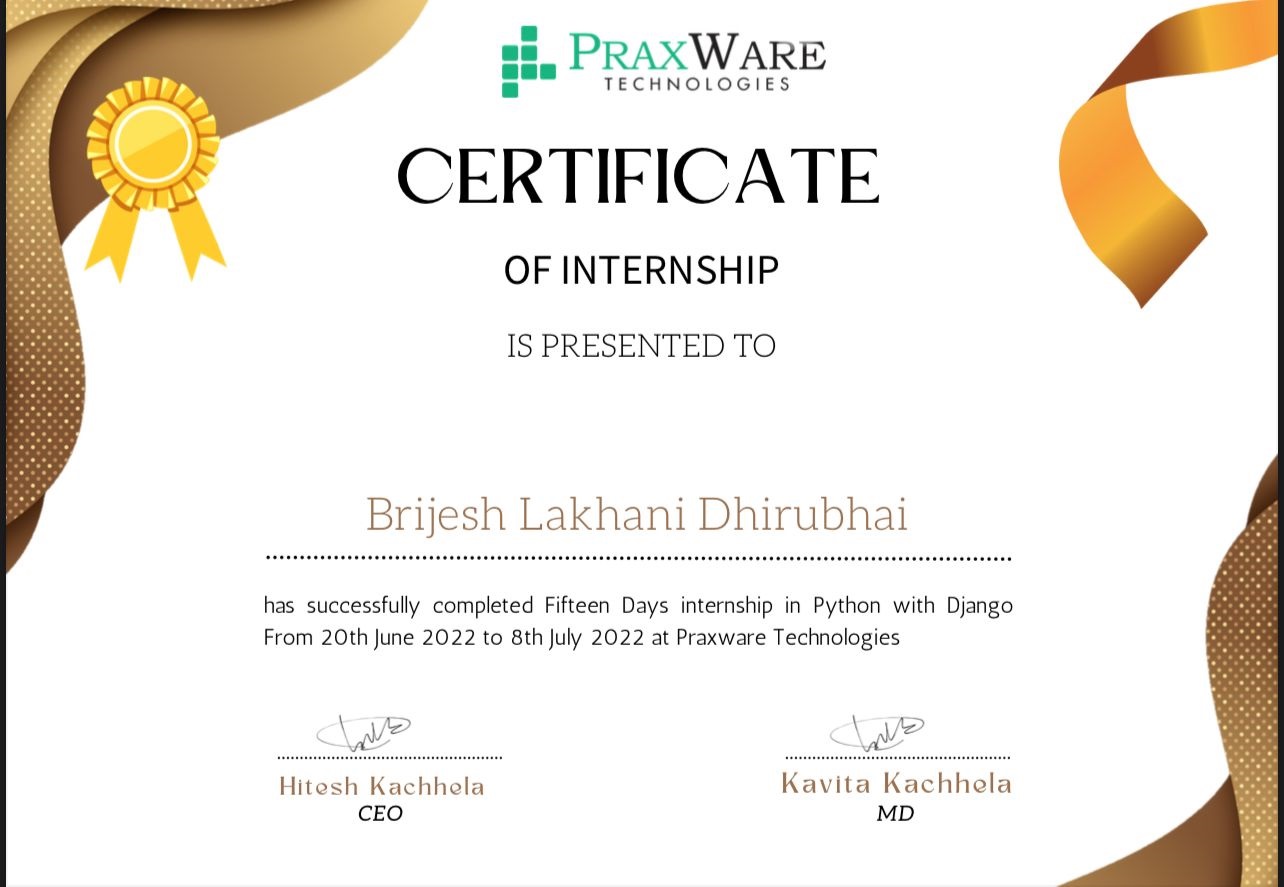 PRAXWARE
TECHNOLOGIES
CERTIFICATE
OF INTERNSHIP
IS PRESENTED TO
Brijesh Lakhani Dhirubhai
has successfully completed Fifteen Days internship in Python with Django
From 20th June 2022 to 8th July 2022 at Praxware Technologies
Hitesh Kachhela
CEO
Kavita Kachhela
MD